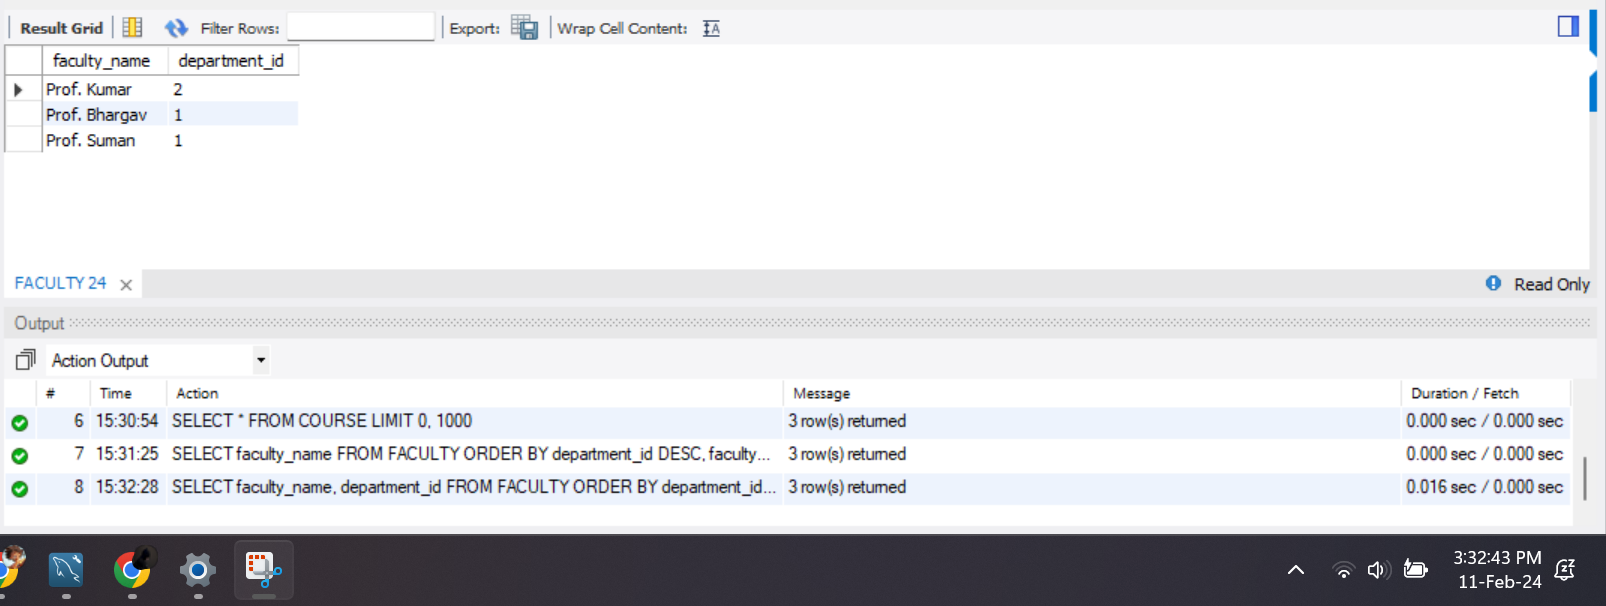 Result Grid Filter Rows: Export: Wrap Cell Content: IA
faculty_name department_id
Prof. Kumar 2
Prof. Bhargav 1
Prof. Suman 1
FACULTY 24 Read Only
Output
Action Output
# Time Action Message Duration / Fetch
6 15:30:54 SELECT * FROM COURSE LIMIT 0, 1000 3 row(s) returned 0.000 sec / 0.000 sec
7 15:31:25 SELECT faculty_name FROM FACULTY ORDER BY department_id DESC, faculty... 3 row(s) returned 0.000 sec / 0.000 sec
8 15:32:28 SELECT faculty_name, department_id FROM FACULTY ORDER BY department_id... 3 row(s) returned 0.016 sec / 0.000 sec
3:32:43 PM
11-Feb-24